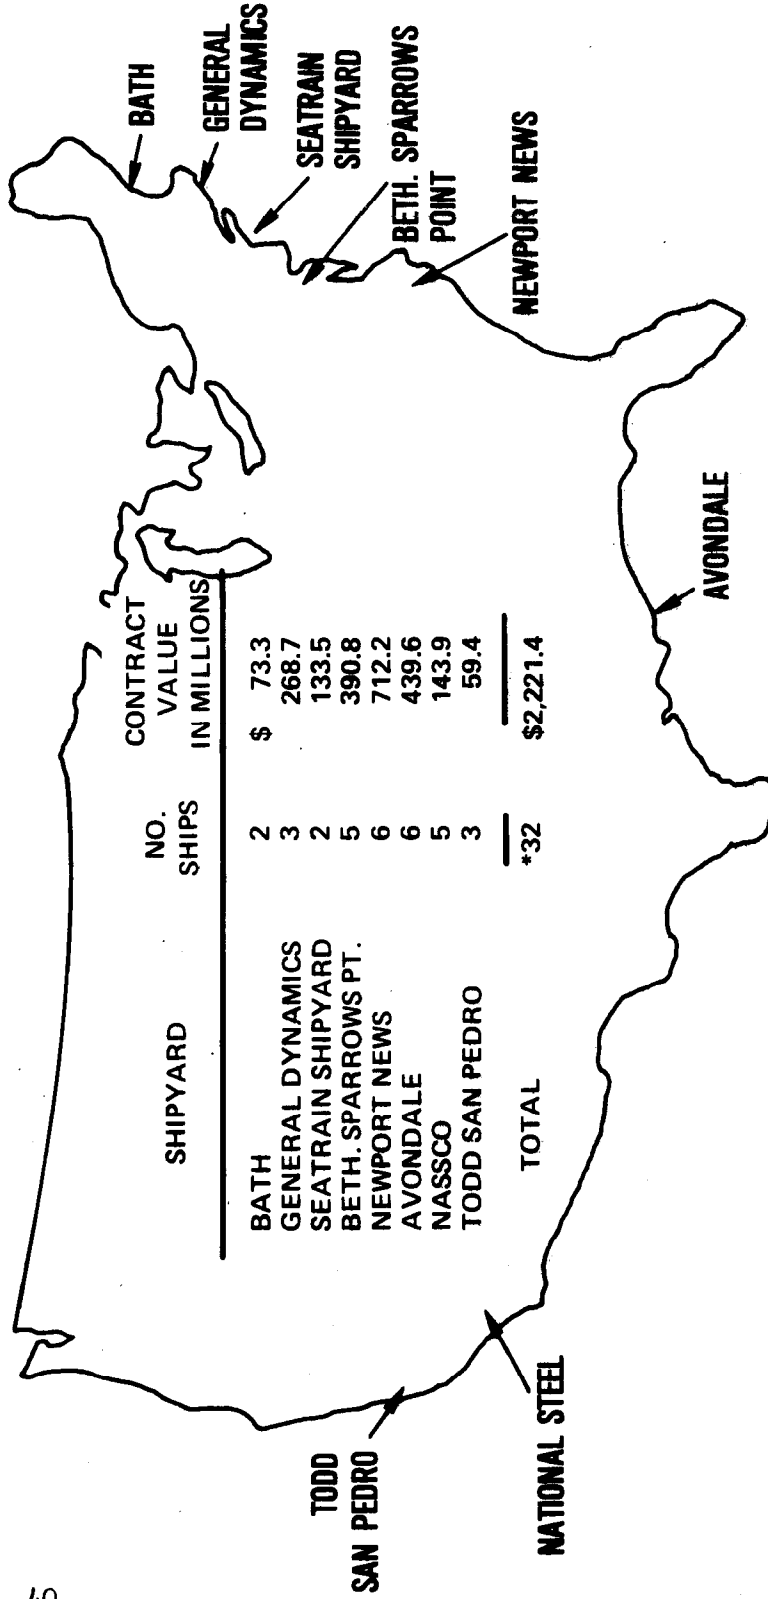 SHIPYARD NO. SHIPS CONTRACT VALUE IN MILLIONS
BATH 2 $ 73.3
GENERAL DYNAMICS 3 268.7
SEATRAIN SHIPYARD 2 133.5
BETH. SPARROWS PT. 5 390.8
NEWPORT NEWS 6 712.2
AVONDALE 6 439.6
NASSCO 5 143.9
TODD SAN PEDRO 3 59.4
TOTAL *32 $2,221.4
BATH
GENERAL
DYNAMICS
SEATRAIN
SHIPYARD
BETH. SPARROWS
POINT
NEWPORT NEWS
AVONDALE
TODD
SAN PEDRO
NATIONAL STEEL